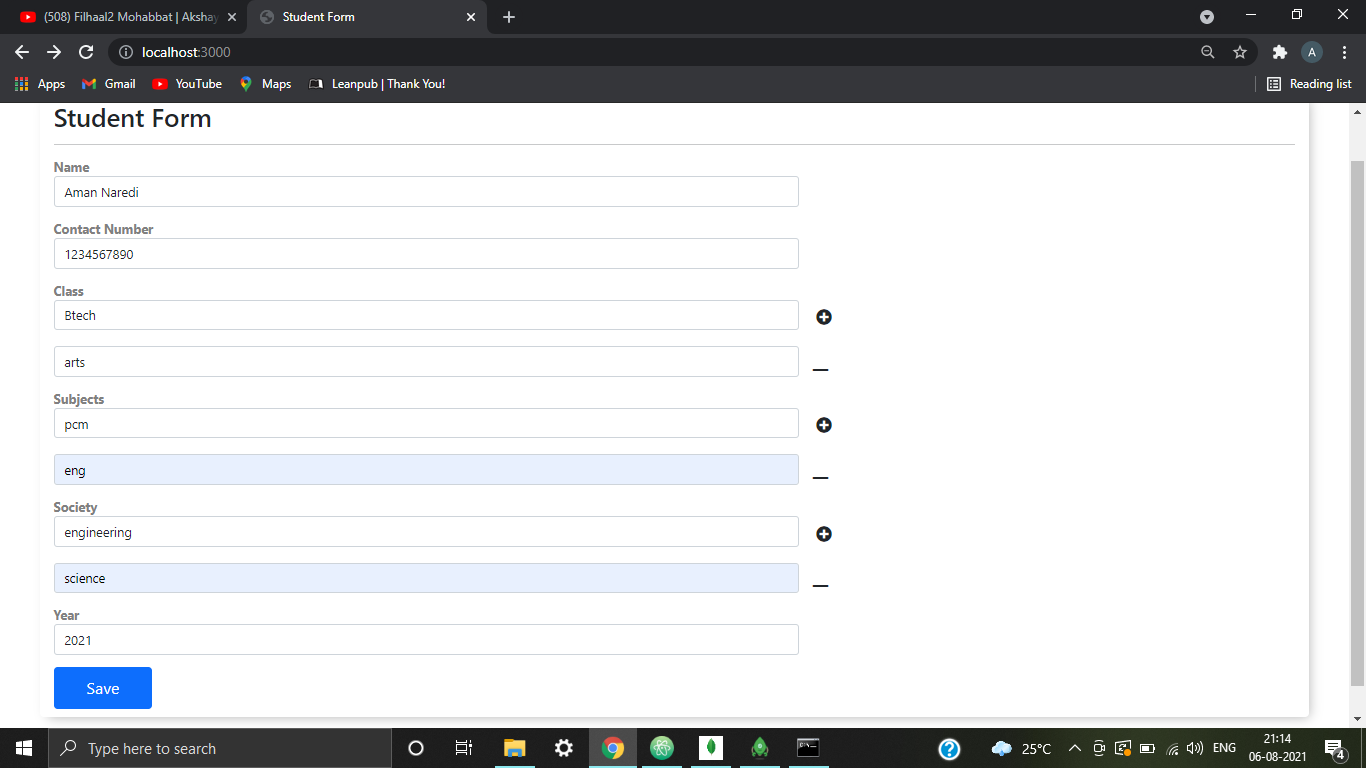 (508) Filhaal2 Mohabbat | Akshay
Student Form
localhost:3000
A
Apps
Gmail
YouTube
Maps
Leanpub | Thank You!
Reading list
Student Form
Name
Aman Naredi
Contact Number
1234567890
Class
Btech
arts
Subjects
pcm
eng
Society
engineering
science
Year
2021
Save
Type here to search
25°C
ENG
21:14
06-08-2021
4